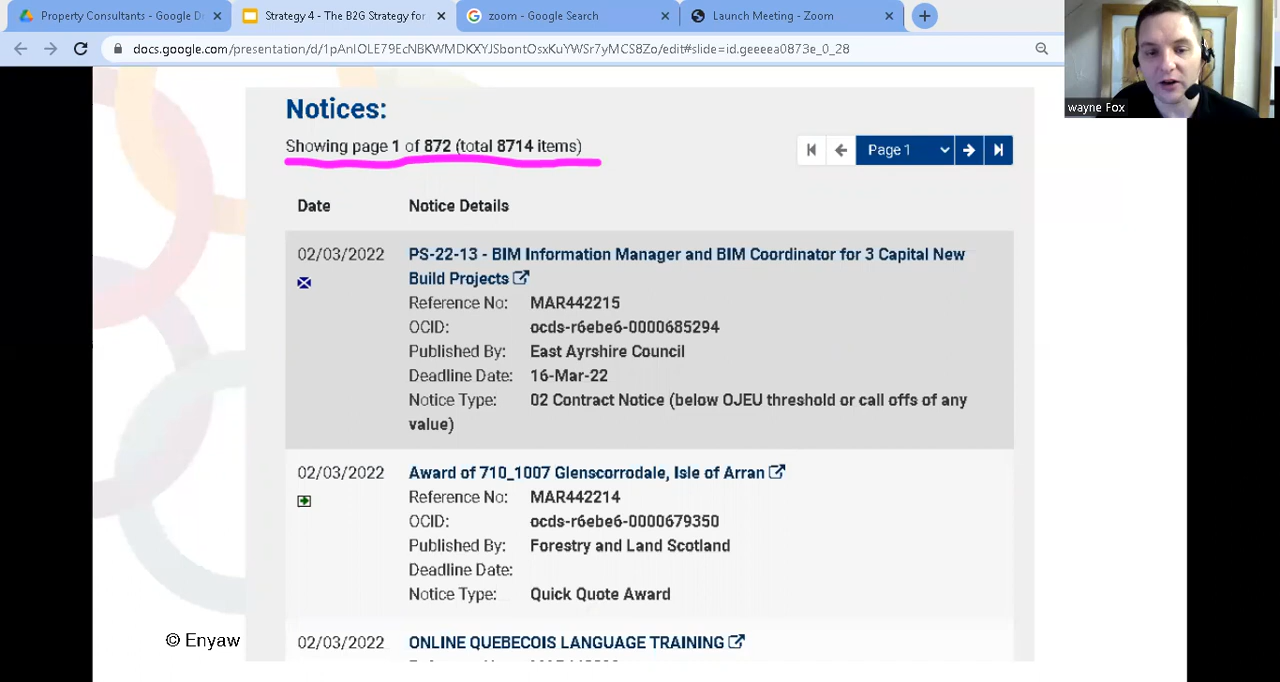 Property Consultants - Google D
Strategy 4 - The B2G Strategy for
zoom - Google Search
Launch Meeting - Zoom
docs.google.com/presentation/d/1pAnIOLE79EcNBKWMDKXYJSbontOsxKuYWSr7yMCS8Zo/edit#slide=id.geeeea0873e_0_28
wayne Fox
Notices:
Showing page 1 of 872 (total 8714 items)
Page 1
Date Notice Details
02/03/2022 PS-22-13 - BIM Information Manager and BIM Coordinator for 3 Capital New
Build Projects
Reference No: MAR442215
OCID: ocds-r6ebe6-0000685294
Published By: East Ayrshire Council
Deadline Date: 16-Mar-22
Notice Type: 02 Contract Notice (below OJEU threshold or call offs of any
value)
02/03/2022 Award of 710_1007 Glenscorrodale, Isle of Arran
Reference No: MAR442214
OCID: ocds-r6ebe6-0000679350
Published By: Forestry and Land Scotland
Deadline Date:
Notice Type: Quick Quote Award
02/03/2022 ONLINE QUEBECOIS LANGUAGE TRAINING
© Enyaw